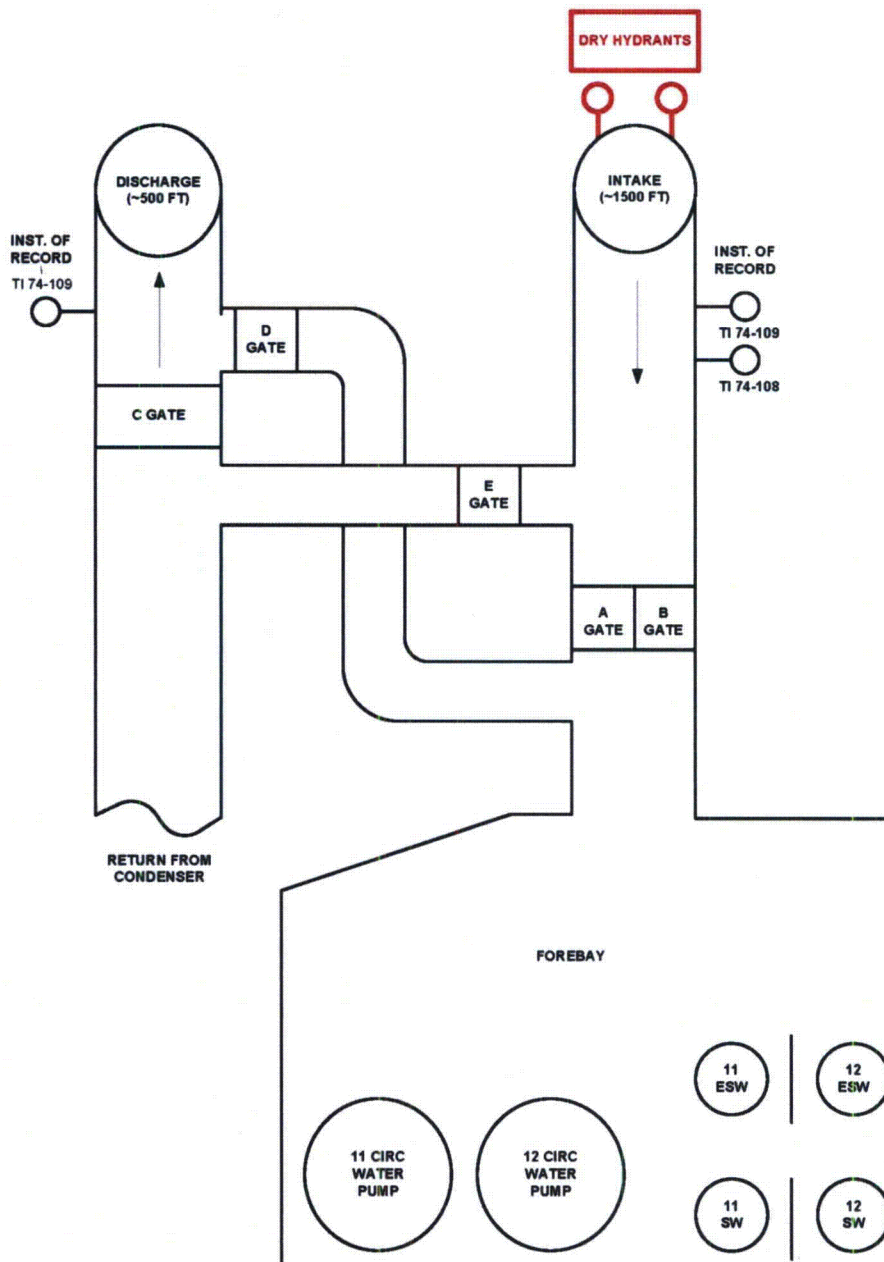 DRY HYDRANTS
DISCHARGE
(~500 FT)
INTAKE
(~1500 FT)
INST. OF
RECORD
TI 74-109
INST. OF
RECORD
TI 74-109
TI 74-108
D
GATE
C GATE
E
GATE
A
GATE
B
GATE
RETURN FROM
CONDENSER
FOREBAY
11
ESW
12
ESW
11 CIRC
WATER
PUMP
12 CIRC
WATER
PUMP
11
SW
12
SW